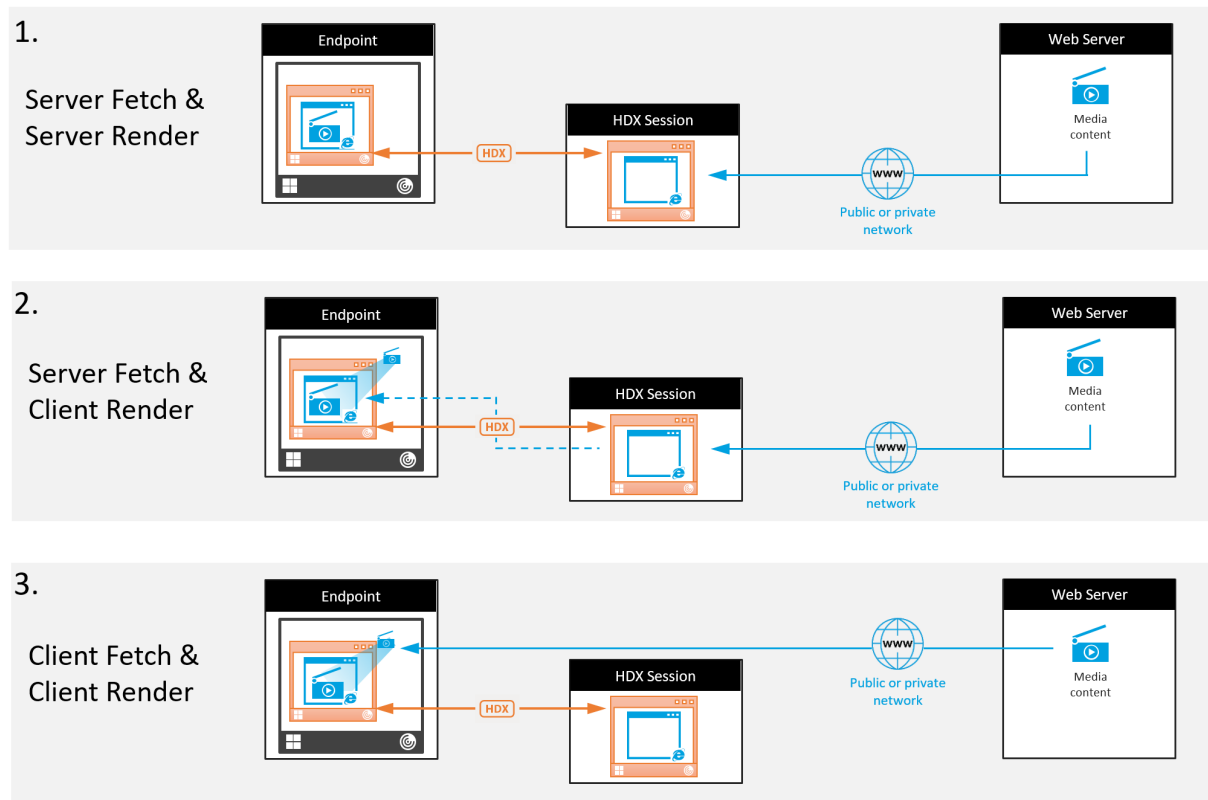 1.
Server Fetch &
Server Render
Endpoint
HDX
HDX Session
www
Public or private
network
Web Server
Media
content
2.
Server Fetch &
Client Render
Endpoint
HDX
HDX Session
www
Public or private
network
Web Server
Media
content
3.
Client Fetch &
Client Render
Endpoint
HDX
HDX Session
www
Public or private
network
Web Server
Media
content